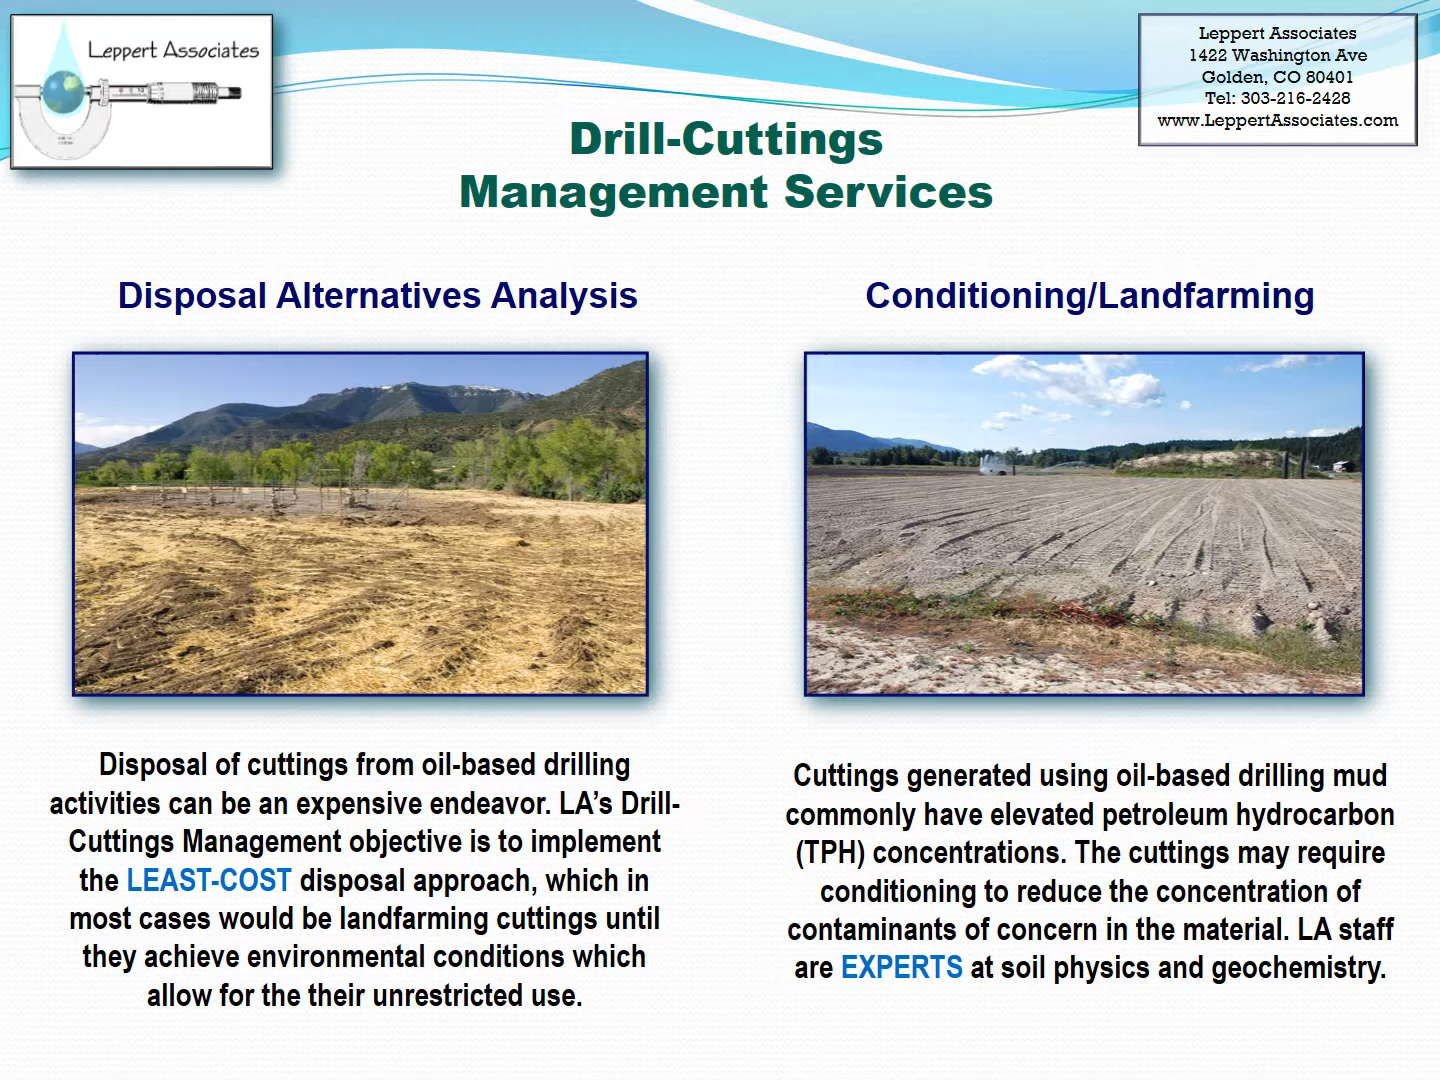 Leppert Associates
Leppert Associates
1422 Washington Ave
Golden, CO 80401
Tel: 303-216-2428
www.LeppertAssociates.com
Drill-Cuttings
Management Services
Disposal Alternatives Analysis
Disposal of cuttings from oil-based drilling
activities can be an expensive endeavor. LA’s Drill-
Cuttings Management objective is to implement
the LEAST-COST disposal approach, which in
most cases would be landfarming cuttings until
they achieve environmental conditions which
allow for the their unrestricted use.
Conditioning/Landfarming
Cuttings generated using oil-based drilling mud
commonly have elevated petroleum hydrocarbon
(TPH) concentrations. The cuttings may require
conditioning to reduce the concentration of
contaminants of concern in the material. LA staff
are EXPERTS at soil physics and geochemistry.